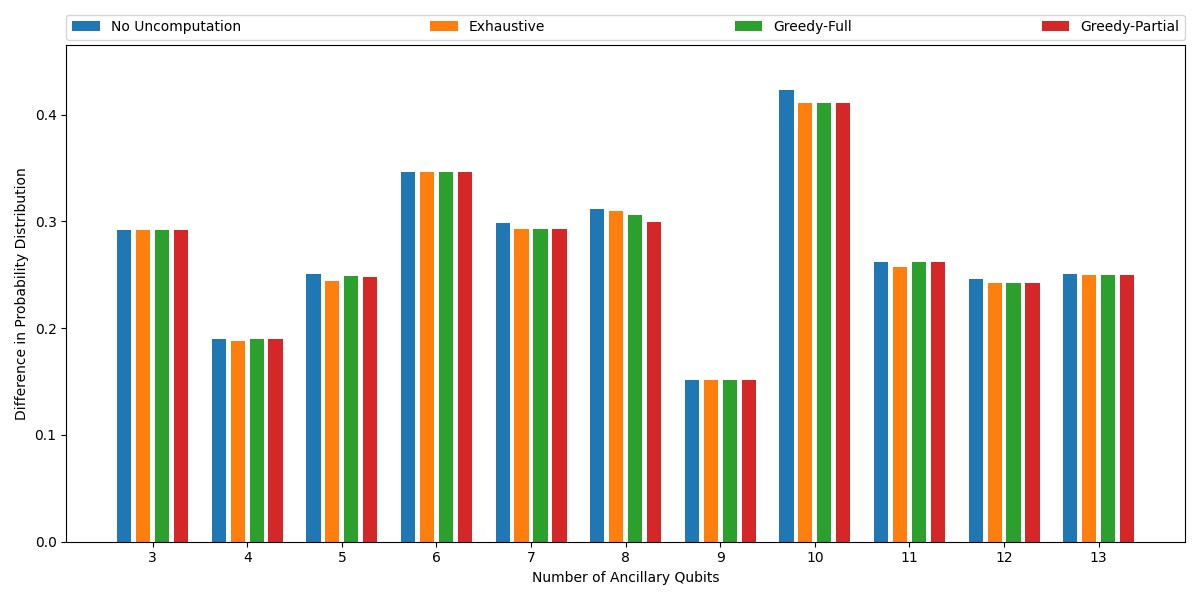 No Uncomputation Exhaustive Greedy-Full Greedy-Partial
Difference in Probability Distribution
0.4
0.3
0.2
0.1
0.0
3 4 5 6 7 8 9 10 11 12 13
Number of Ancillary Qubits